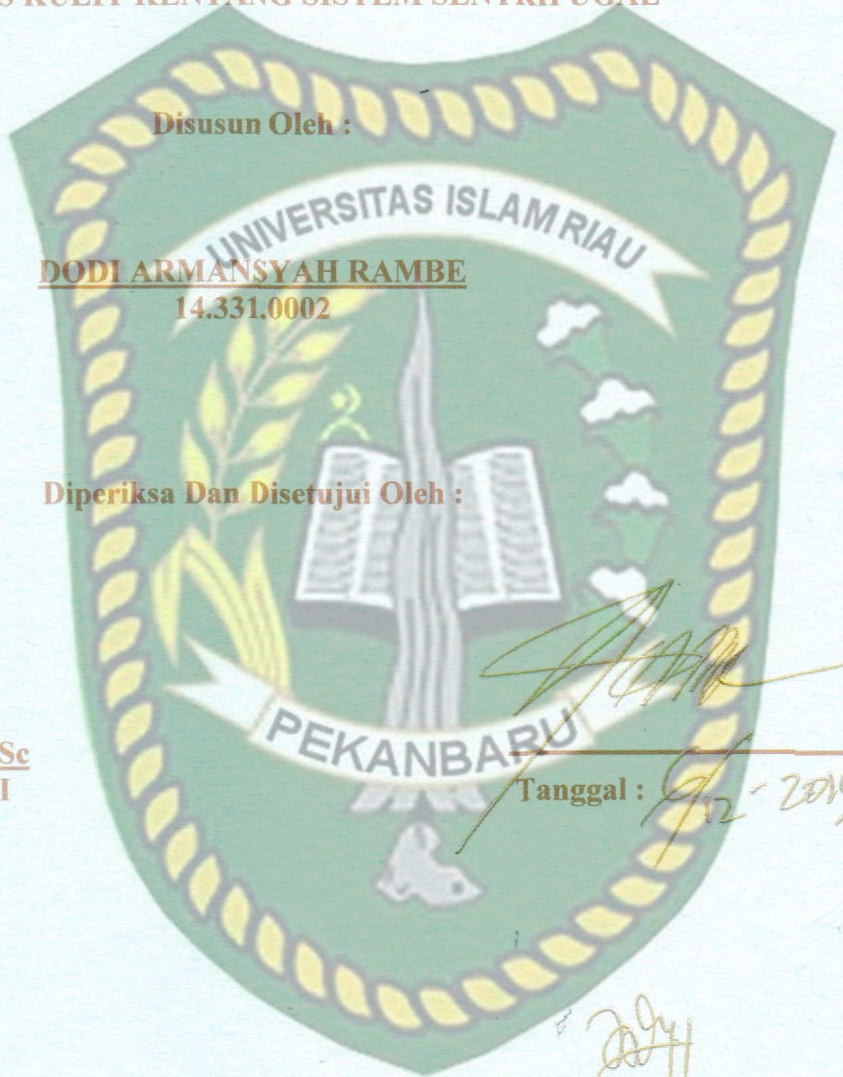 KULIT KENTANG SISTEM SENTRIFUGAL
Disusun Oleh :
UNIVERSITAS ISLAM RIAU
DODI ARMANSYAH RAMBE
14.331.0002
Diperiksa Dan Disetujui Oleh :
PEKANBARU
Sc
I
Tanggal :